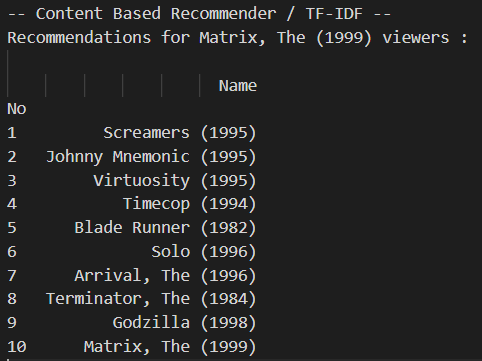 -- Content Based Recommender / TF-IDF --
Recommendations for Matrix, The (1999) viewers :
Name
No
1 Screamers (1995)
2 Johnny Mnemonic (1995)
3 Virtuosity (1995)
4 Timecop (1994)
5 Blade Runner (1982)
6 Solo (1996)
7 Arrival, The (1996)
8 Terminator, The (1984)
9 Godzilla (1998)
10 Matrix, The (1999)